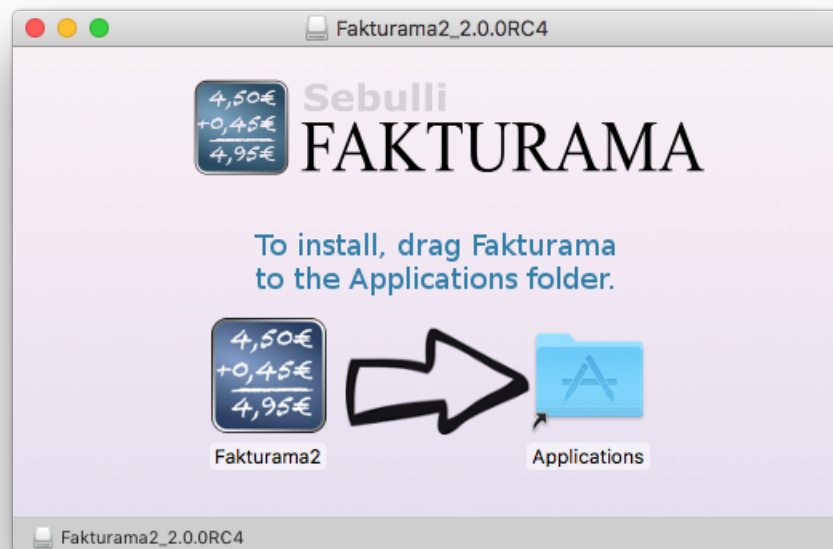 Fakturama2_2.0.0RC4
4,50€
+0,45€
4,95€
Sebulli
FAKTURAMA
To install, drag Fakturama
to the Applications folder.
4,50€
+0,45€
4,95€
Fakturama2
Applications
Fakturama2_2.0.0RC4